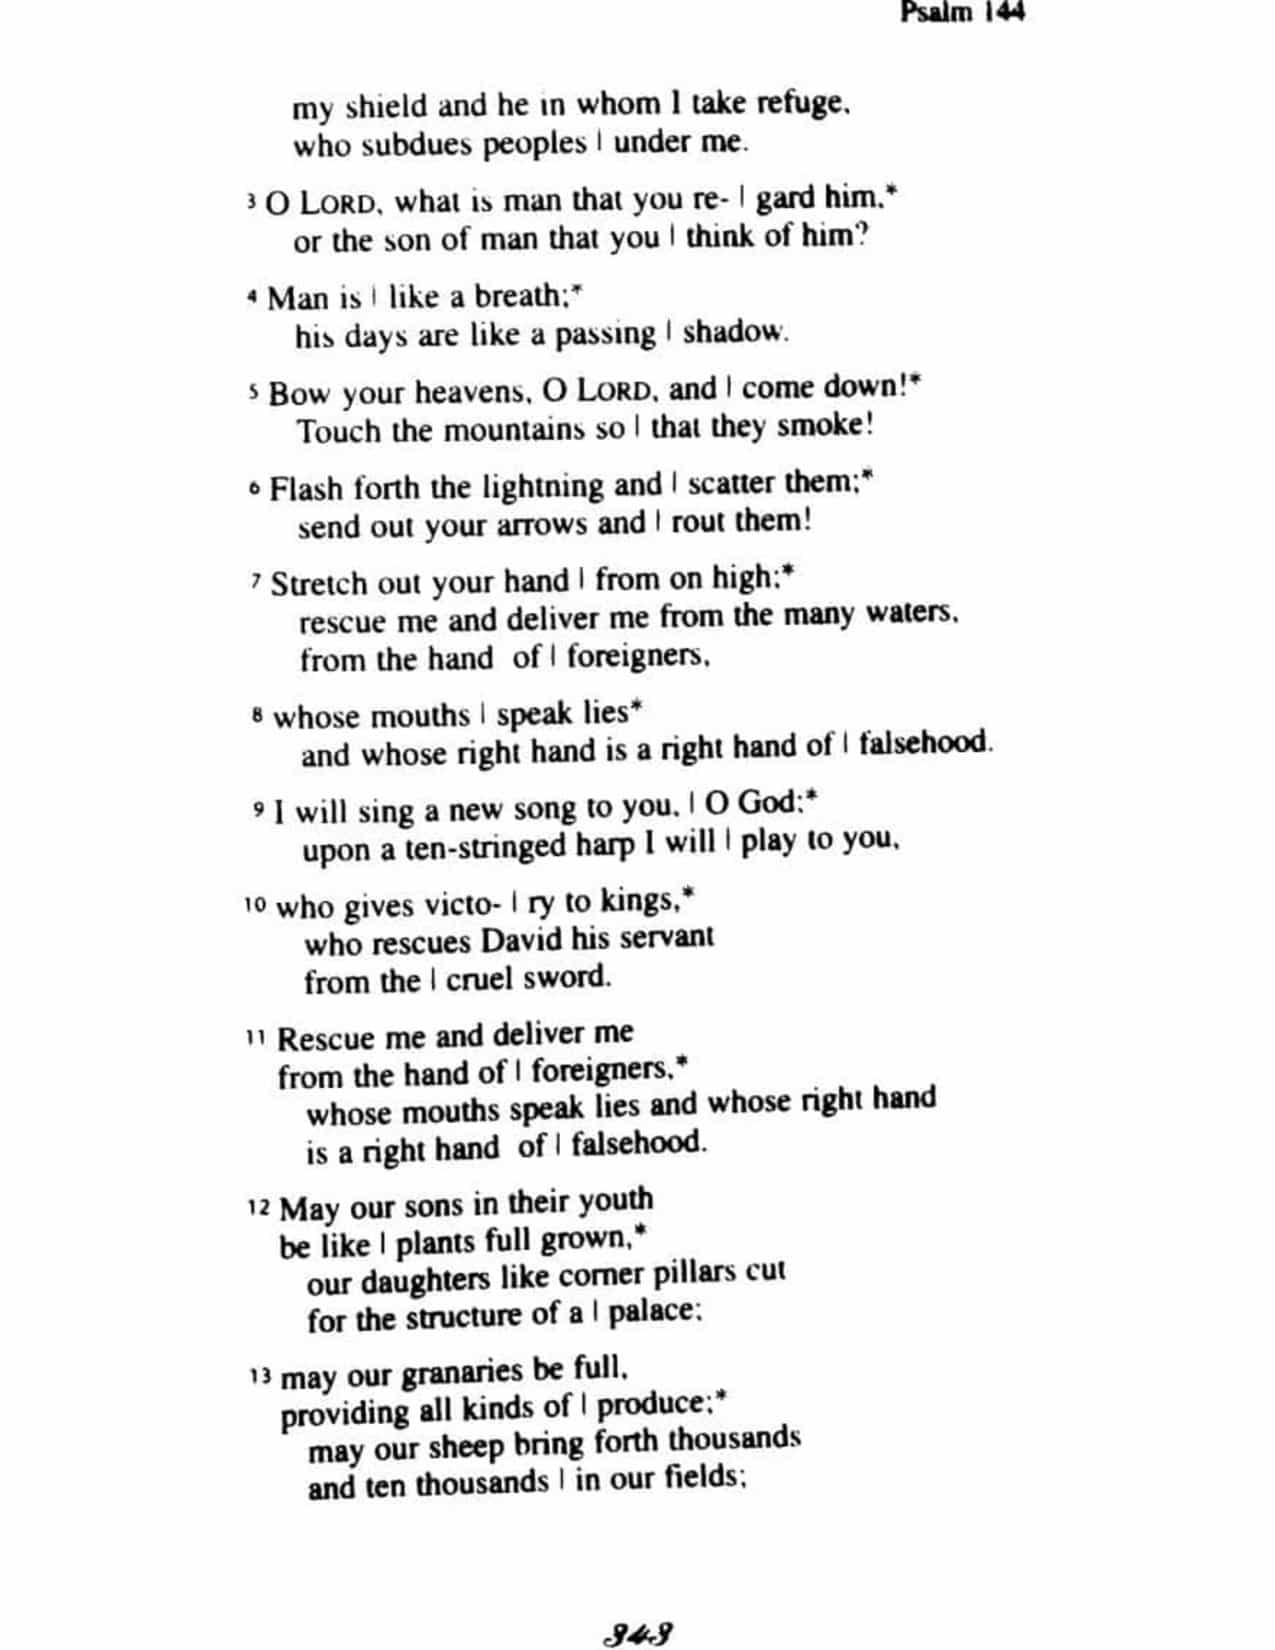 Psalm 144
my shield and he in whom I take refuge,
who subdues peoples | under me.
3 O LORD, what is man that you re- | gard him,*
or the son of man that you | think of him?
4 Man is | like a breath;*
his days are like a passing | shadow.
5 Bow your heavens, O LORD, and | come down!*
Touch the mountains so | that they smoke!
6 Flash forth the lightning and | scatter them;*
send out your arrows and | rout them!
7 Stretch out your hand | from on high;*
rescue me and deliver me from the many waters,
from the hand of | foreigners,
8 whose mouths | speak lies*
and whose right hand is a right hand of | falsehood.
9 I will sing a new song to you, | O God;*
upon a ten-stringed harp I will | play to you,
10 who gives victo- | ry to kings,*
who rescues David his servant
from the | cruel sword.
11 Rescue me and deliver me
from the hand of | foreigners,*
whose mouths speak lies and whose right hand
is a right hand of | falsehood.
12 May our sons in their youth
be like | plants full grown,*
our daughters like corner pillars cut
for the structure of a | palace;
13 may our granaries be full,
providing all kinds of | produce;*
may our sheep bring forth thousands
and ten thousands | in our fields;
343